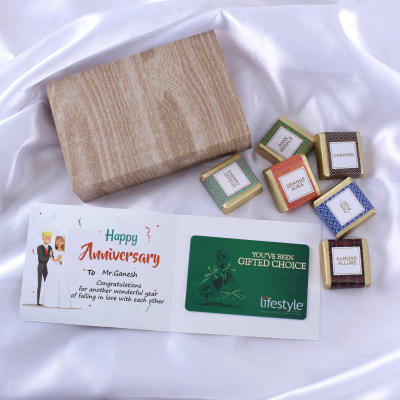 CARAMEL
ORANGE
AURA
ALMOND
ALLURE
Happy
Anniversary
To Mr.Ganesh
Congratulations
for another wonderful year
of falling in love with each other
YOU'VE BEEN
GIFTED CHOICE
lifestyle